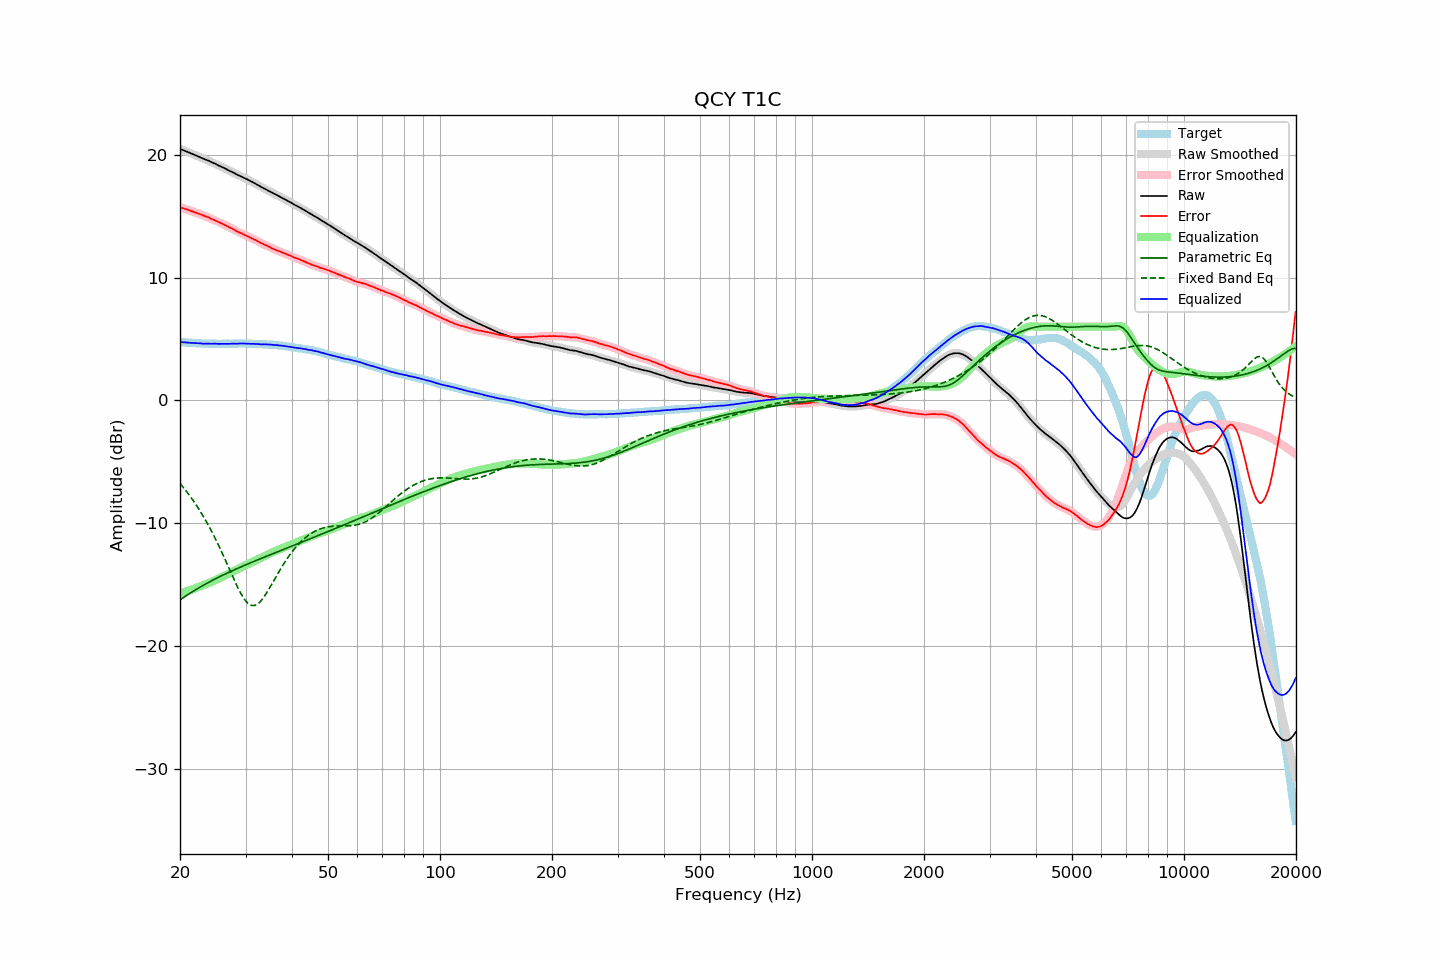 QCY T1C
Target
Raw Smoothed
Error Smoothed
Raw
Error
Equalization
Parametric Eq
Fixed Band Eq
Equalized
Amplitude (dBr)
20
10
0
−10
−20
−30
20 50 100 200 500 1000 2000 5000 10000 20000
Frequency (Hz)